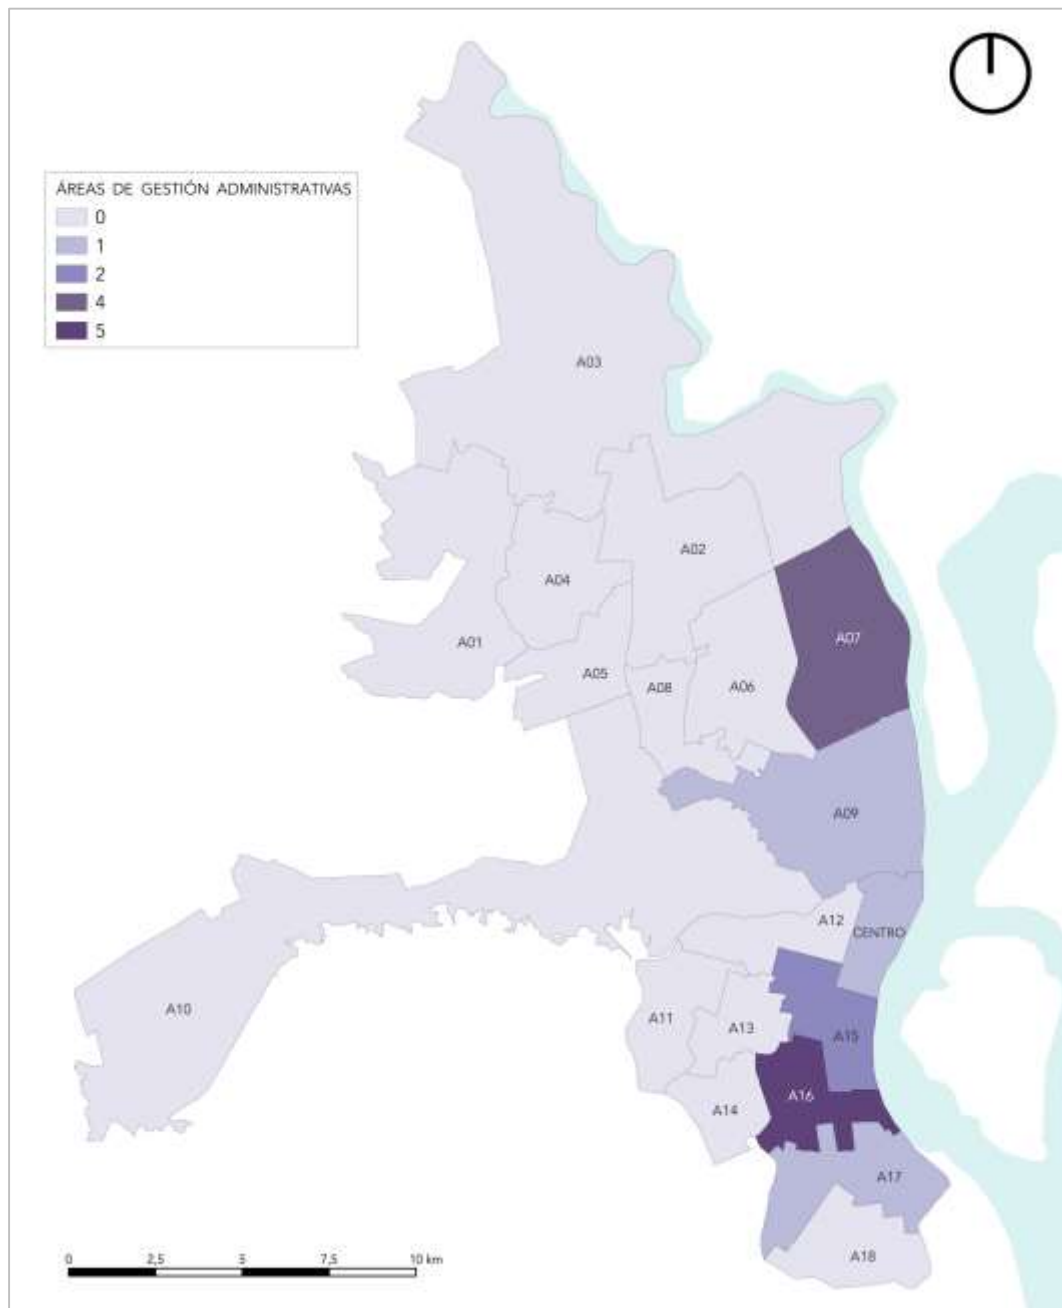 ÁREAS DE GESTIÓN ADMINISTRATIVAS
0
1
2
4
5
A03
A02
A04
A07
A01
A05
A08
A06
A09
A12
CENTRO
A10
A11
A13
A15
A16
A14
A17
A18
0 2,5 5 7,5 10 km